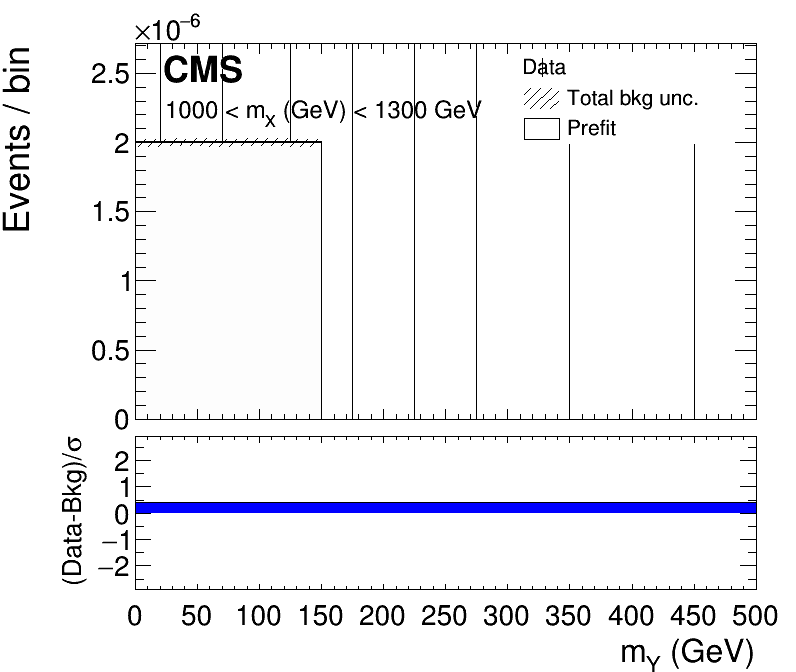 ×10⁻⁶
Events / bin
2.5
2
1.5
1
0.5
0
CMS
1000 < m_X (GeV) < 1300 GeV
Data
Total bkg unc.
Prefit
(Data-Bkg)/σ
2
1
0
−1
−2
0 50 100 150 200 250 300 350 400 450 500
m_Y (GeV)